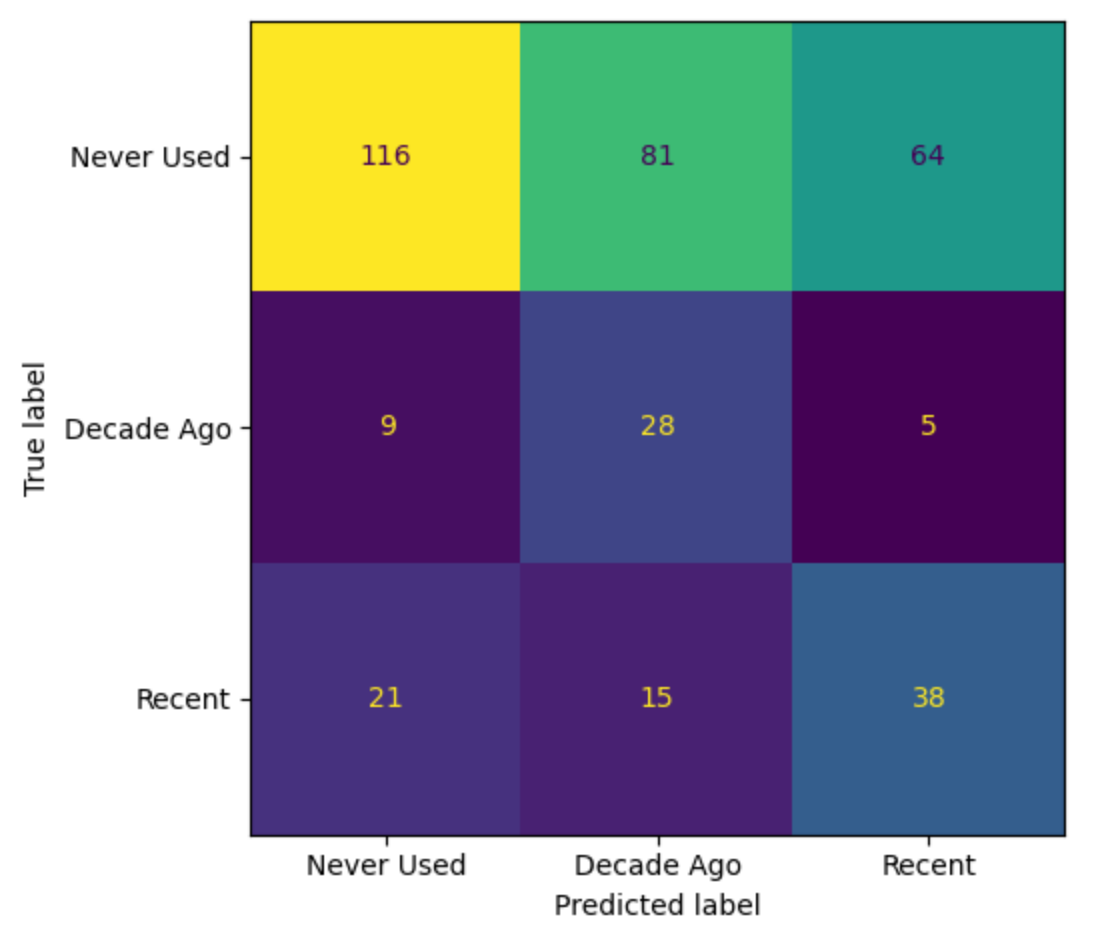 Never Used 116 81 64
True label
Decade Ago 9 28 5
Recent 21 15 38
Never Used Decade Ago Recent
Predicted label